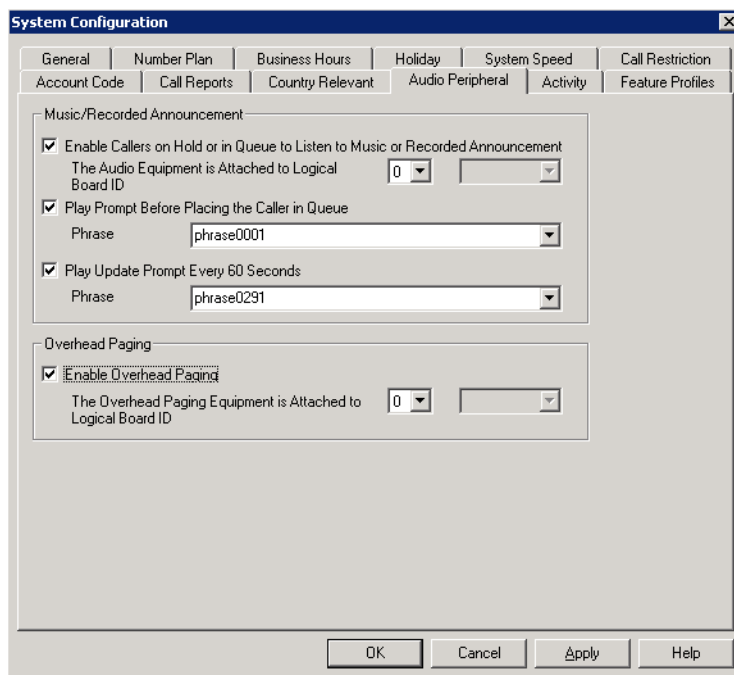 System Configuration
General Number Plan Business Hours Holiday System Speed Call Restriction
Account Code Call Reports Country Relevant Audio Peripheral Activity Feature Profiles
Music/Recorded Announcement
Enable Callers on Hold or in Queue to Listen to Music or Recorded Announcement
The Audio Equipment is Attached to Logical
Board ID
0
Play Prompt Before Placing the Caller in Queue
Phrase phrase0001
Play Update Prompt Every 60 Seconds
Phrase phrase0291
Overhead Paging
Enable Overhead Paging
The Overhead Paging Equipment is Attached to
Logical Board ID
0
OK Cancel Apply Help